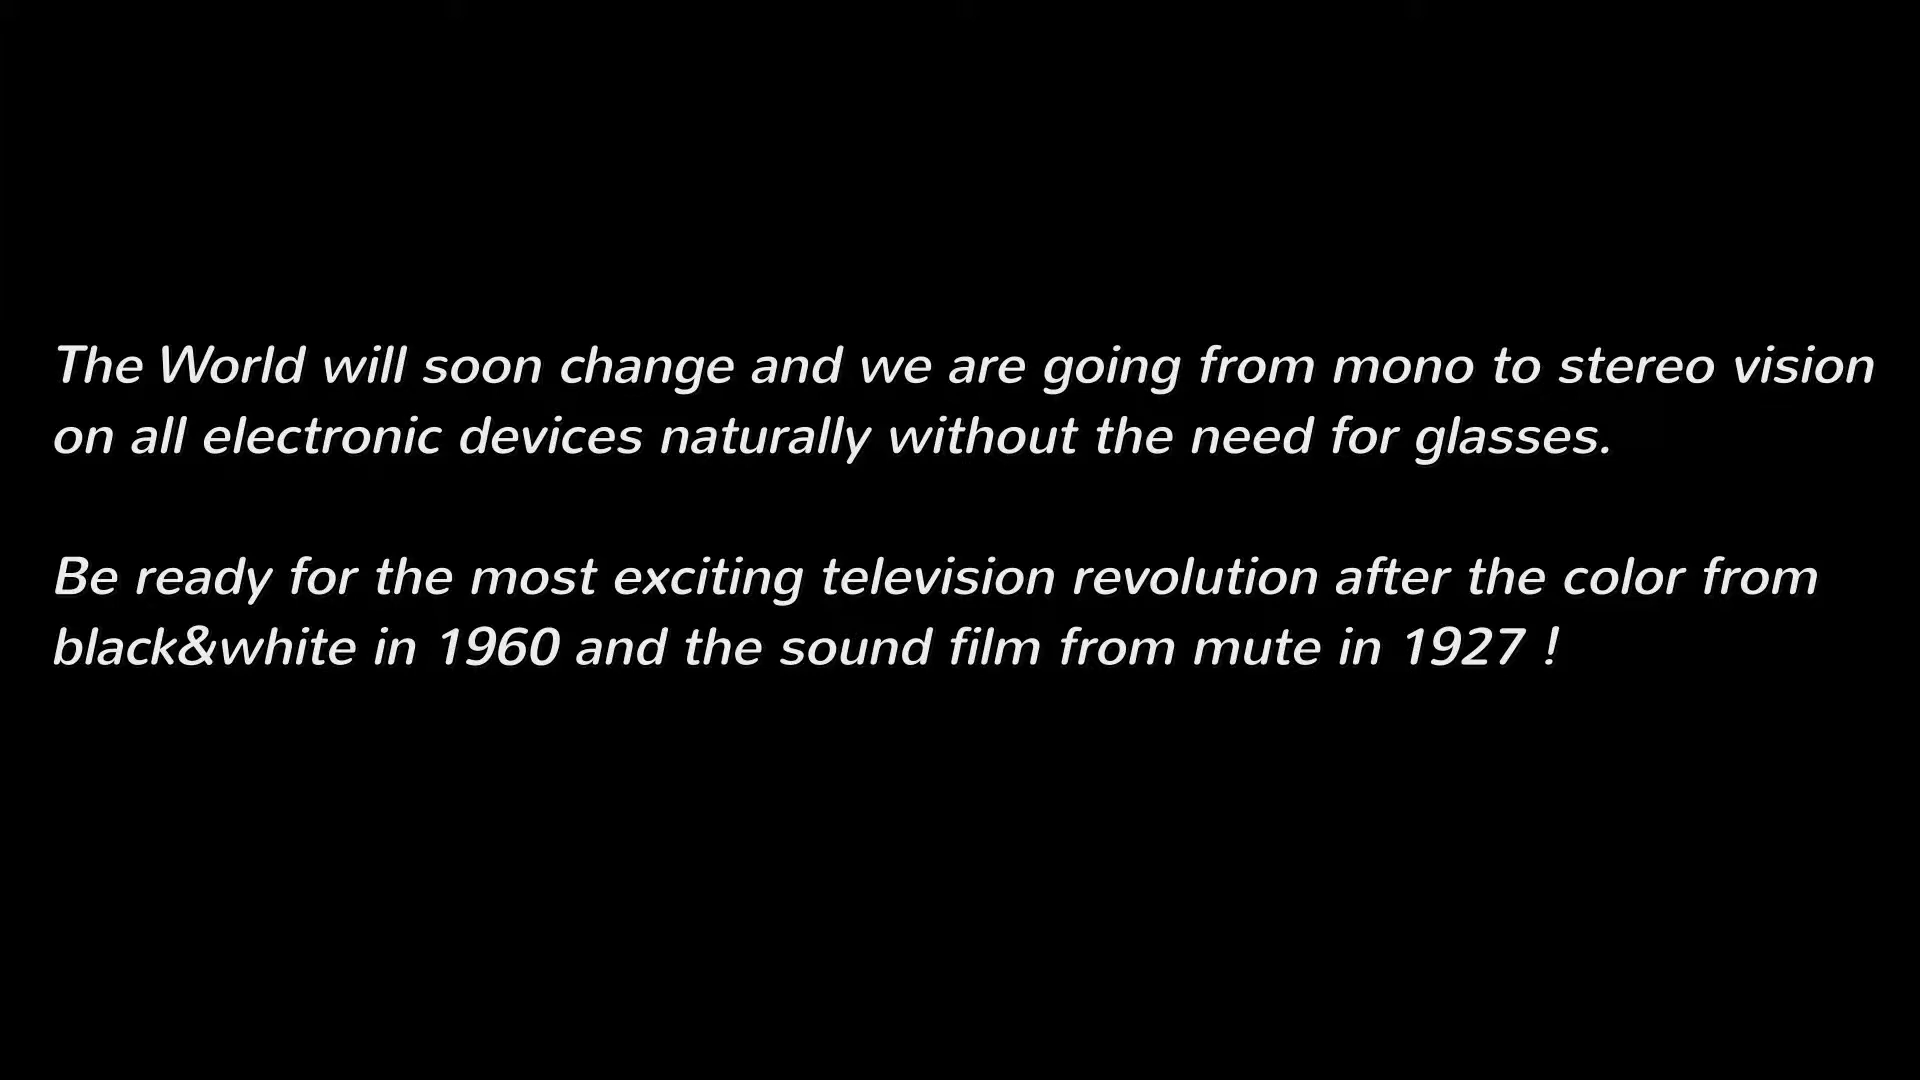 The World will soon change and we are going from mono to stereo vision
on all electronic devices naturally without the need for glasses.
Be ready for the most exciting television revolution after the color from
black&white in 1960 and the sound film from mute in 1927 !